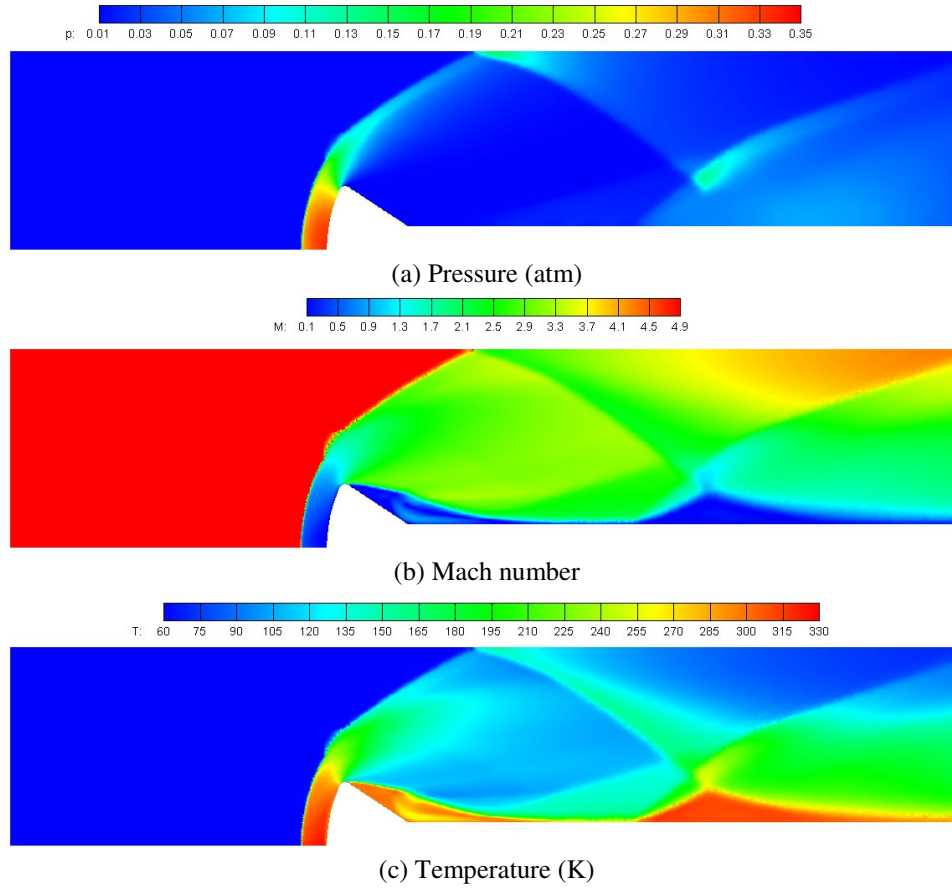 p: 0.01 0.03 0.05 0.07 0.09 0.11 0.13 0.15 0.17 0.19 0.21 0.23 0.25 0.27 0.29 0.31 0.33 0.35
(a) Pressure (atm)
M: 0.1 0.5 0.9 1.3 1.7 2.1 2.5 2.9 3.3 3.7 4.1 4.5 4.9
(b) Mach number
T: 60 75 90 105 120 135 150 165 180 195 210 225 240 255 270 285 300 315 330
(c) Temperature (K)